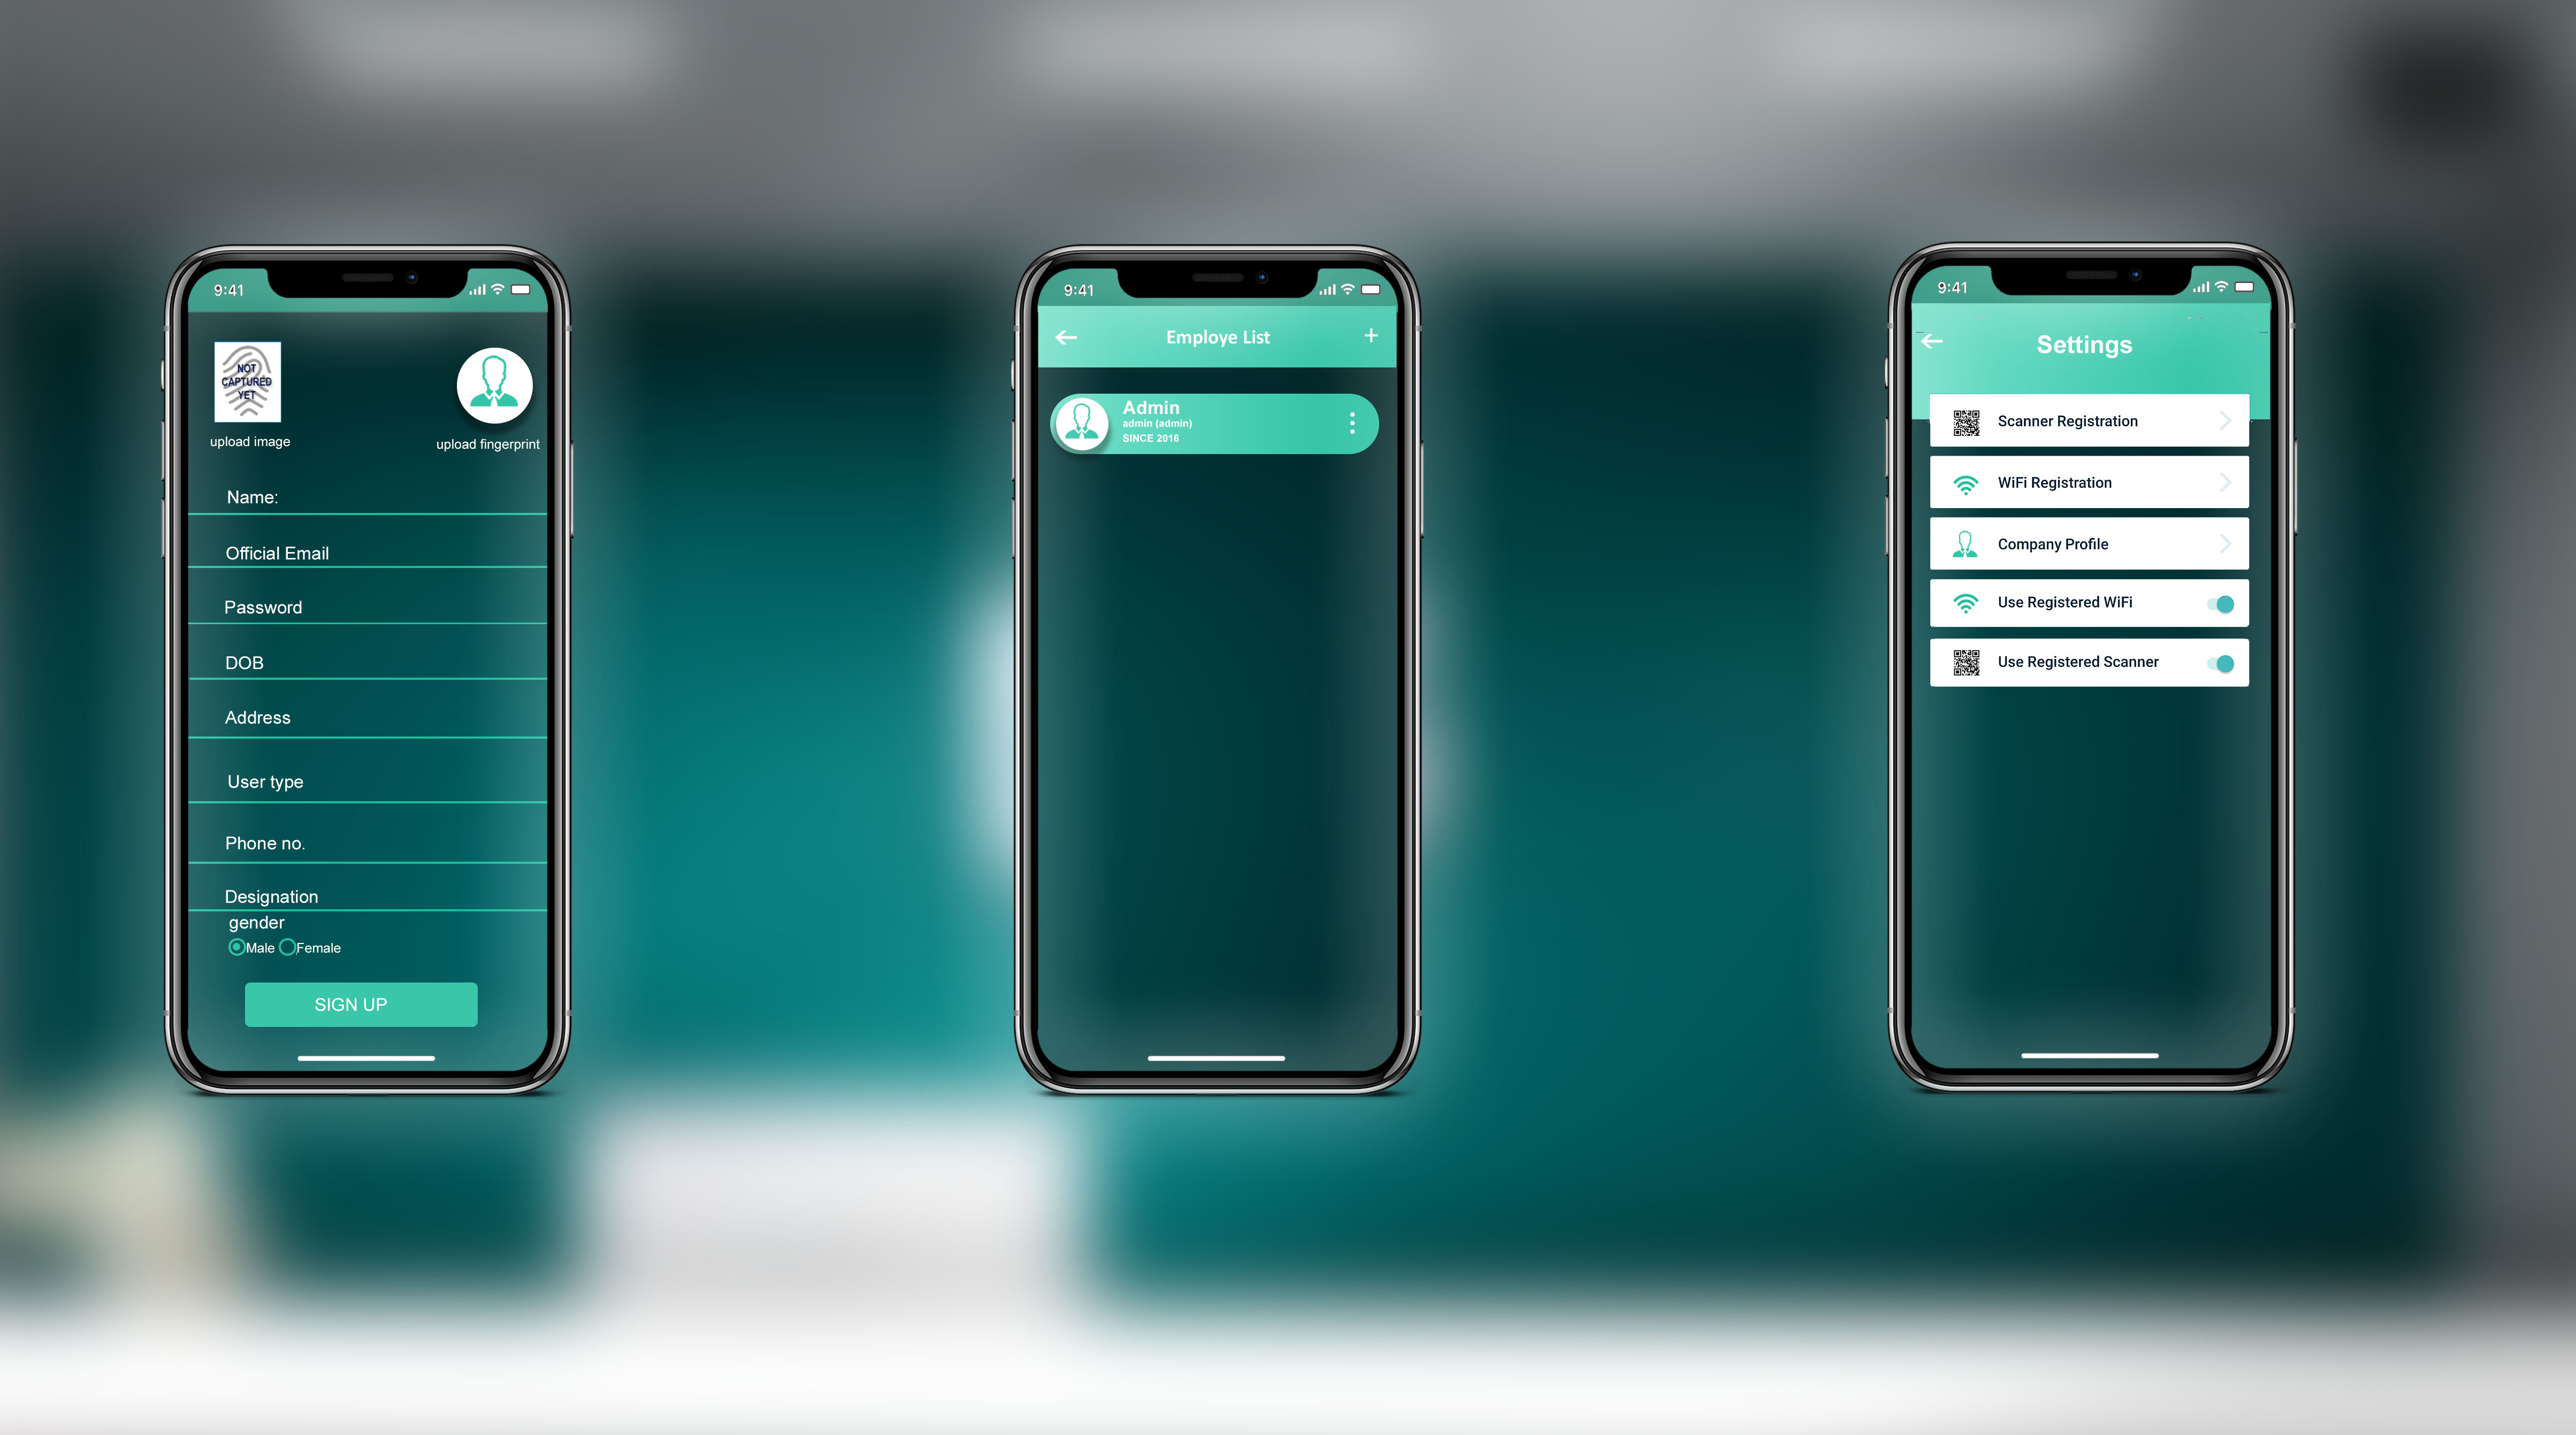 9:41
NOT
CAPTURED
YET
upload image
upload fingerprint
Name:
Official Email
Password
DOB
Address
User type
Phone no.
Designation
gender
Male Female
SIGN UP
9:41
Employe List
Admin
admin (admin)
SINCE 2016
9:41
Settings
Scanner Registration
WiFi Registration
Company Profile
Use Registered WiFi
Use Registered Scanner